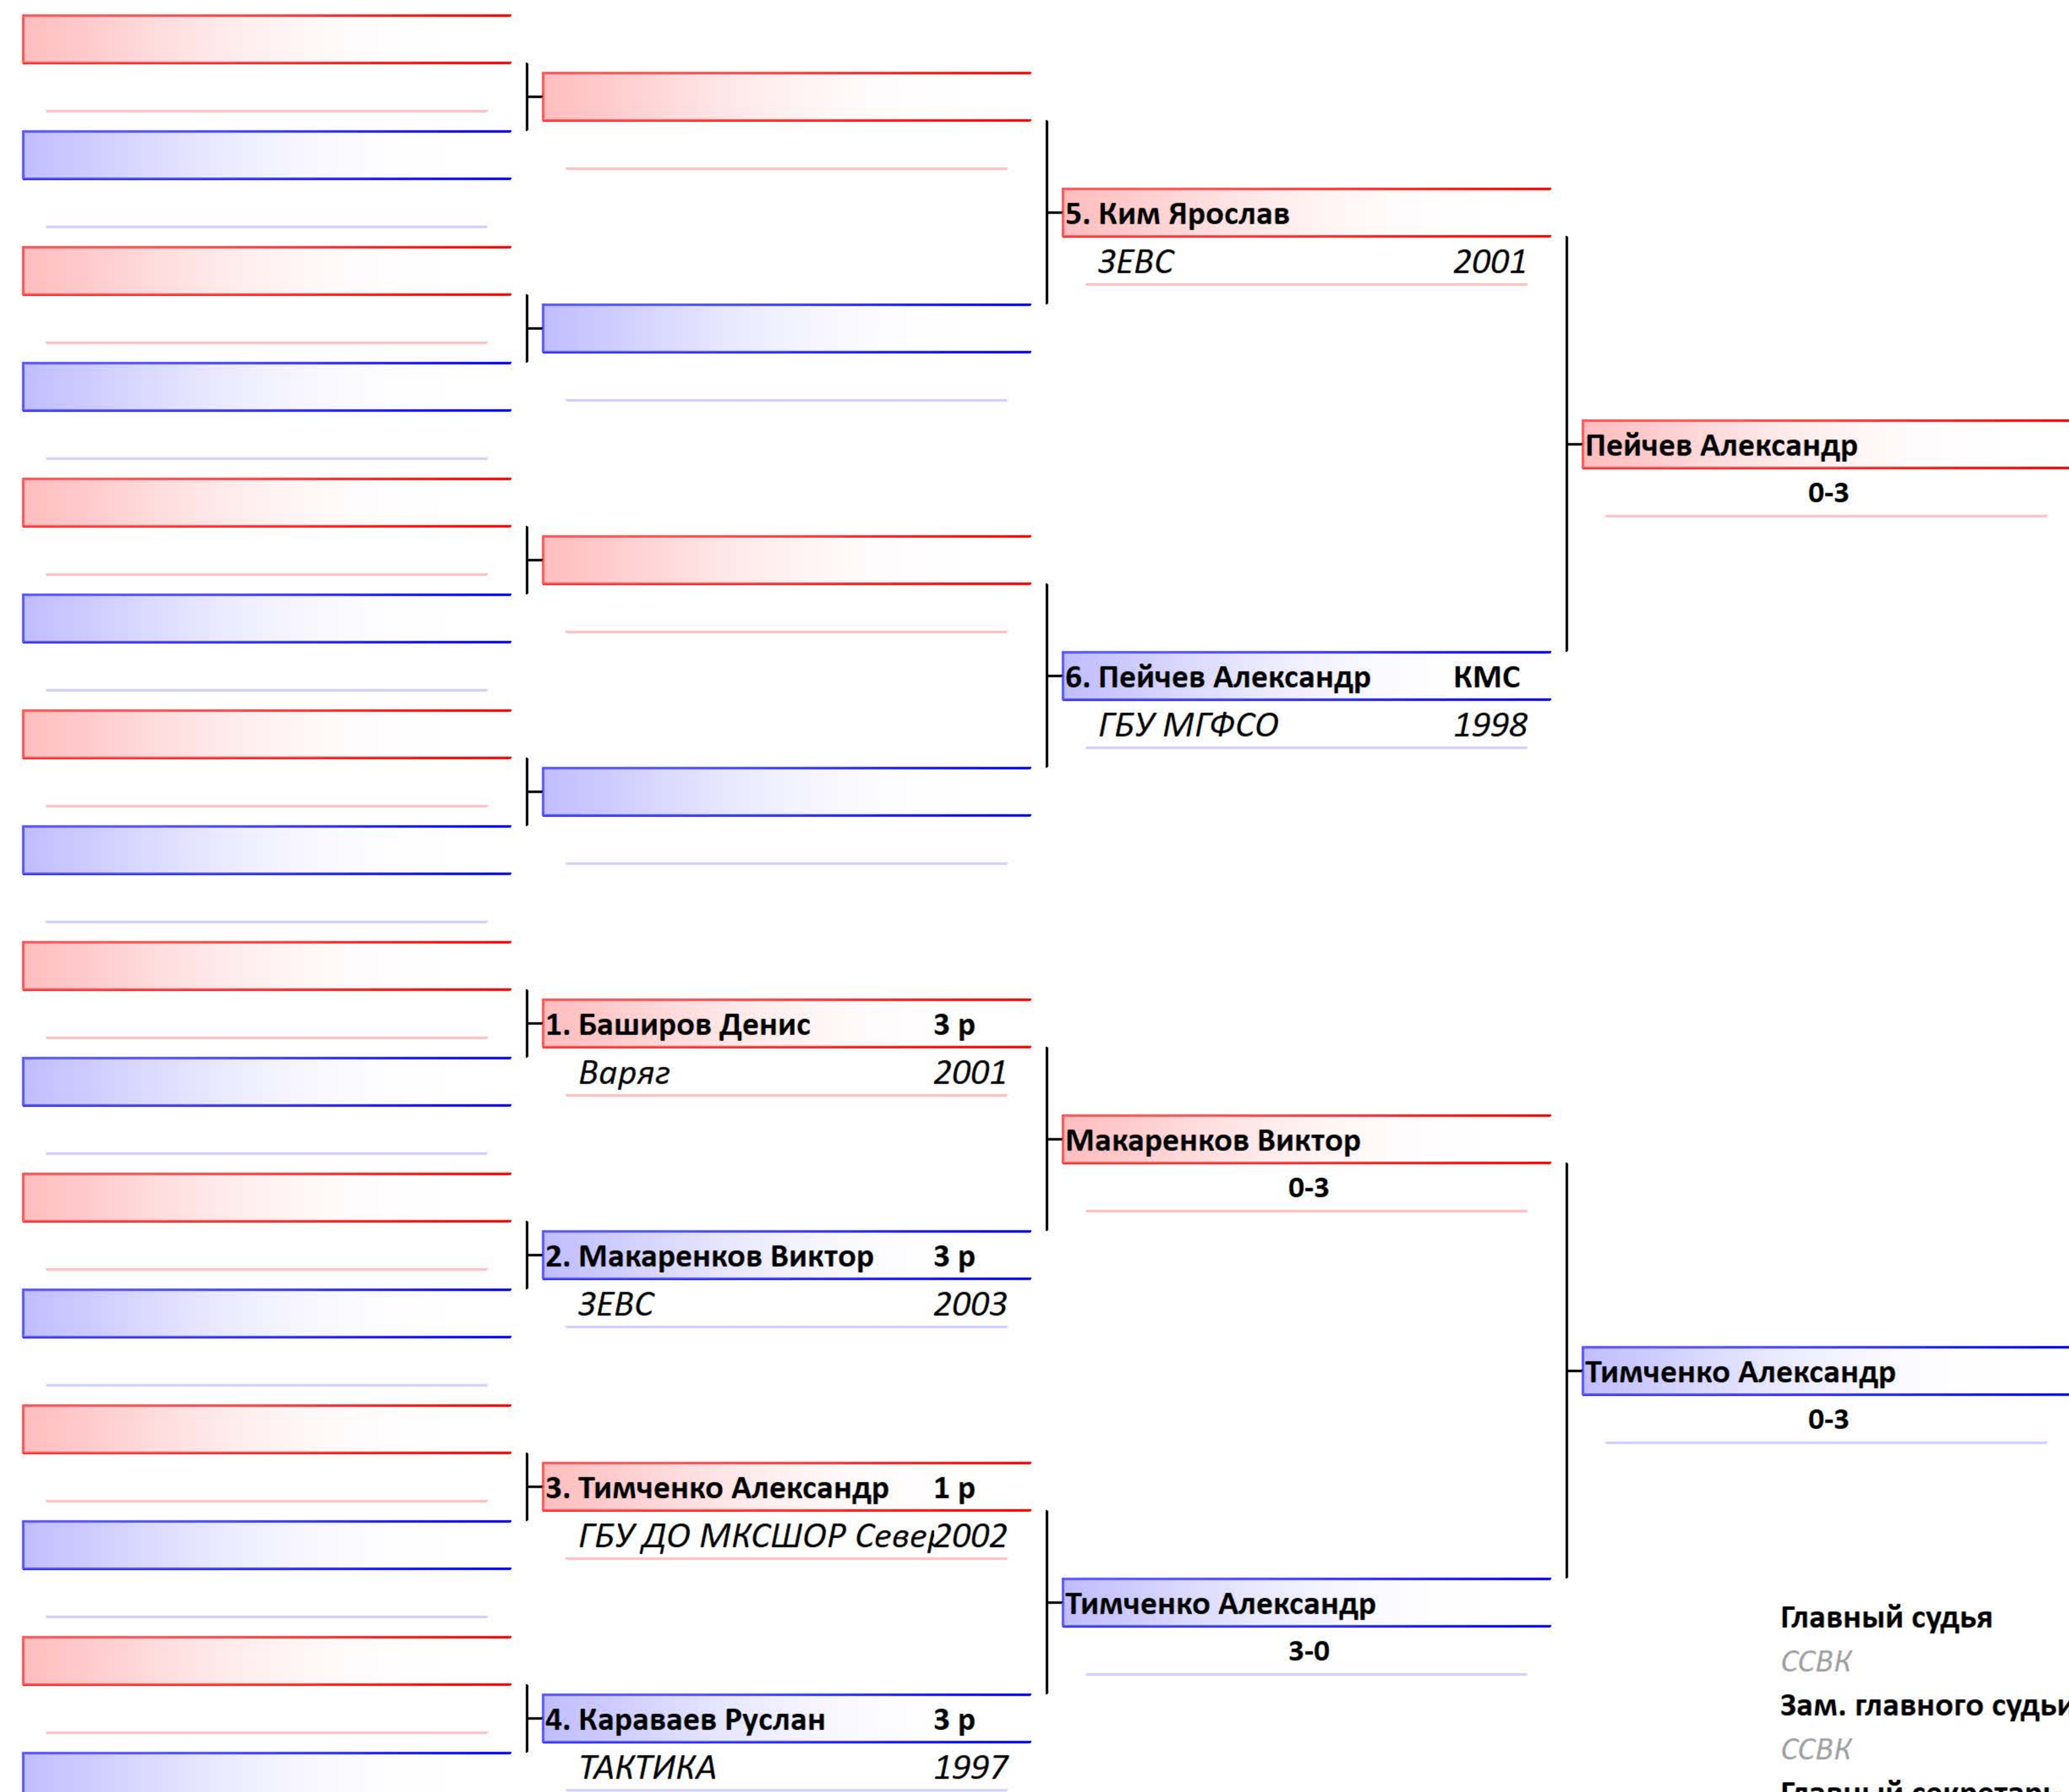 5. Ким Ярослав
ЗЕВС 2001
Пейчев Александр
0-3
6. Пейчев Александр КМС
ГБУ МГФСО 1998
1. Баширов Денис 3 р
Варяг 2001
Макаренков Виктор
0-3
2. Макаренков Виктор 3 р
ЗЕВС 2003
Тимченко Александр
0-3
3. Тимченко Александр 1 р
ГБУ ДО МКСШОР Север 2002
Тимченко Александр
3-0
4. Караваев Руслан 3 р
ТАКТИКА 1997
Главный судья
ССВК
Зам. главного судьи
ССВК
Главный секретарь